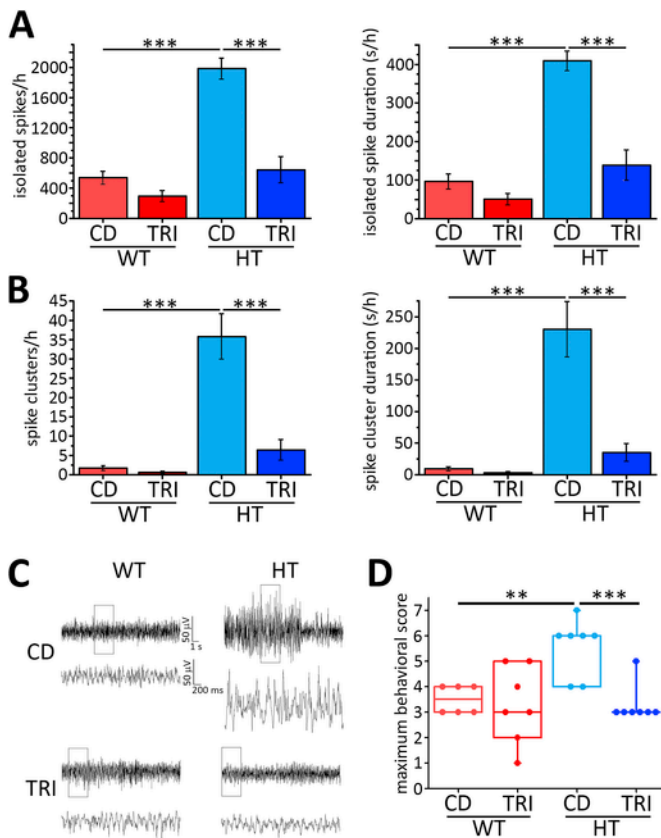 A
isolated spikes/h
2000
1600
1200
800
400
0
*** ***
CD TRI CD TRI
WT HT
isolated spike duration (s/h)
400
300
200
100
0
*** ***
CD TRI CD TRI
WT HT
B
spike clusters/h
45
40
35
30
25
20
15
10
5
0
*** ***
CD TRI CD TRI
WT HT
spike cluster duration (s/h)
250
200
150
100
50
0
*** ***
CD TRI CD TRI
WT HT
C
WT HT
CD
50 µV
1 s
50 µV
200 ms
TRI
D
maximum behavioral score
7
6
5
4
3
2
1
0
** ***
CD TRI CD TRI
WT HT